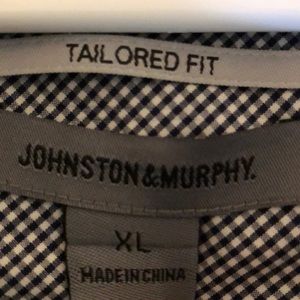 TAILORED FIT
JOHNSTON&MURPHY.
XL
MADE IN CHINA